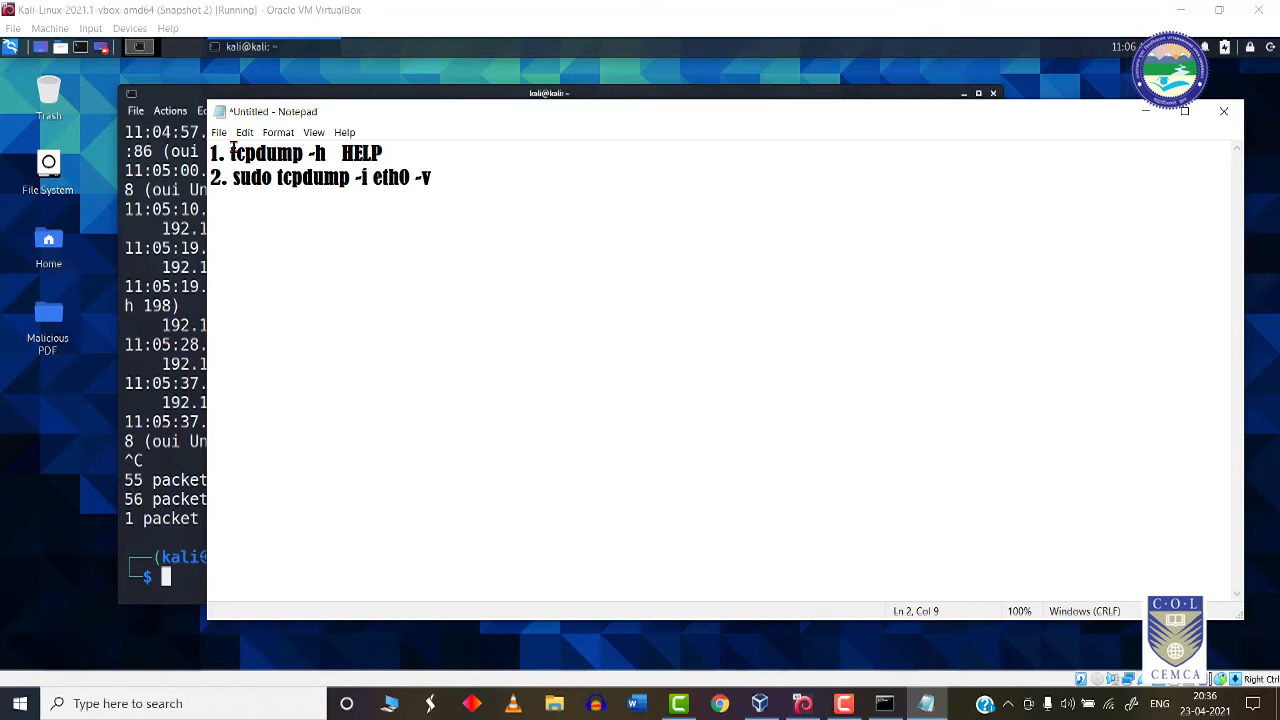 Kali-Linux-2021.1-vbox-amd64 (Snapshot 2) [Running] - Oracle VM VirtualBox
File Machine Input Devices Help
kali@kali: ~
11:06
Trash
File System
Home
Malicious
PDF
kali@kali: ~
File Actions
11:04:57.
:86 (oui
11:05:00.
8 (oui Un
11:05:10.
192.1
11:05:19.
192.1
11:05:19.
h 198)
192.1
11:05:28.
192.1
11:05:37.
192.1
11:05:37.
8 (oui Un
^C
55 packet
56 packet
1 packet
(kali@
$
*Untitled - Notepad
File Edit Format View Help
1. tcpdump -h HELP
2. sudo tcpdump -i eth0 -v
Ln 2, Col 9
100%
Windows (CRLF)
C·O·L
CEMCA
Right Ctrl
Type here to search
ENG
20:36
23-04-2021